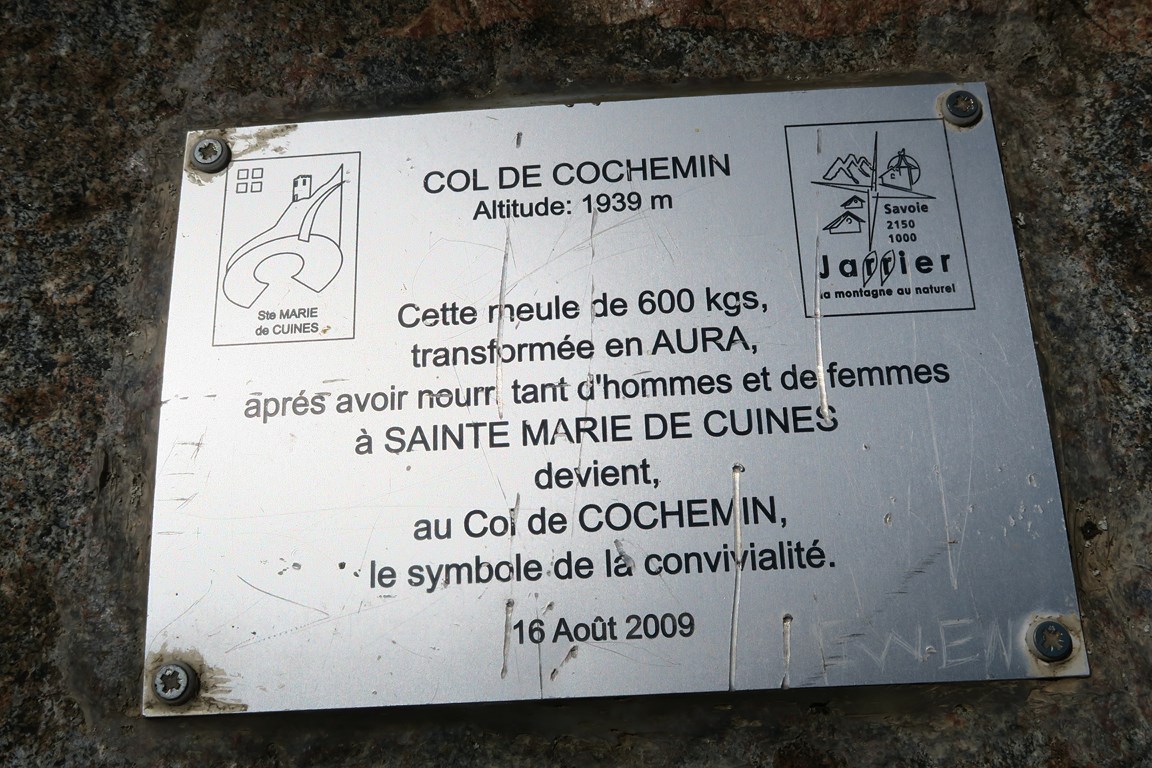 COL DE COCHEMIN
Altitude: 1939 m
Ste MARIE
de CUINES
Savoie
2150
1000
Jarrier
la montagne au naturel
Cette meule de 600 kgs,
transformée en AURA,
aprés avoir nourri tant d'hommes et de femmes
à SAINTE MARIE DE CUINES
devient,
au Col de COCHEMIN,
le symbole de la convivialité.
16 Août 2009
EWEN